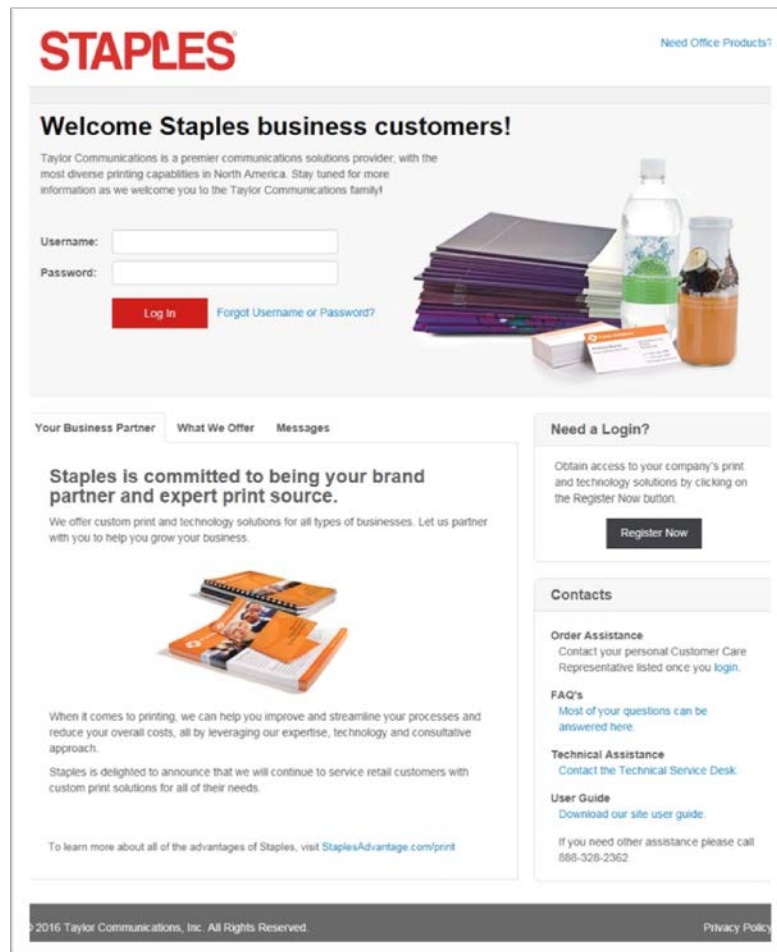 STAPLES
Need Office Products?
Welcome Staples business customers!
Taylor Communications is a premier communications solutions provider, with the
most diverse printing capablities in North America. Stay tuned for more
information as we welcome you to the Taylor Communications family!
Username:
Password:
Log In
Forgot Username or Password?
Your Business Partner
What We Offer
Messages
Staples is committed to being your brand
partner and expert print source.
We offer custom print and technology solutions for all types of businesses. Let us partner
with you to help you grow your business.
When it comes to printing, we can help you improve and streamline your processes and
reduce your overall costs, all by leveraging our expertise, technology and consultative
approach.
Staples is delighted to announce that we will continue to service retail customers with
custom print solutions for all of their needs.
To learn more about all of the advantages of Staples, visit StaplesAdvantage.com/print
Need a Login?
Obtain access to your company's print
and technology solutions by clicking on
the Register Now button.
Register Now
Contacts
Order Assistance
Contact your personal Customer Care
Representative listed once you login.
FAQ's
Most of your questions can be
answered here.
Technical Assistance
Contact the Technical Service Desk.
User Guide
Download our site user guide.
If you need other assistance please call
888-328-2362
© 2016 Taylor Communications, Inc. All Rights Reserved.
Privacy Policy